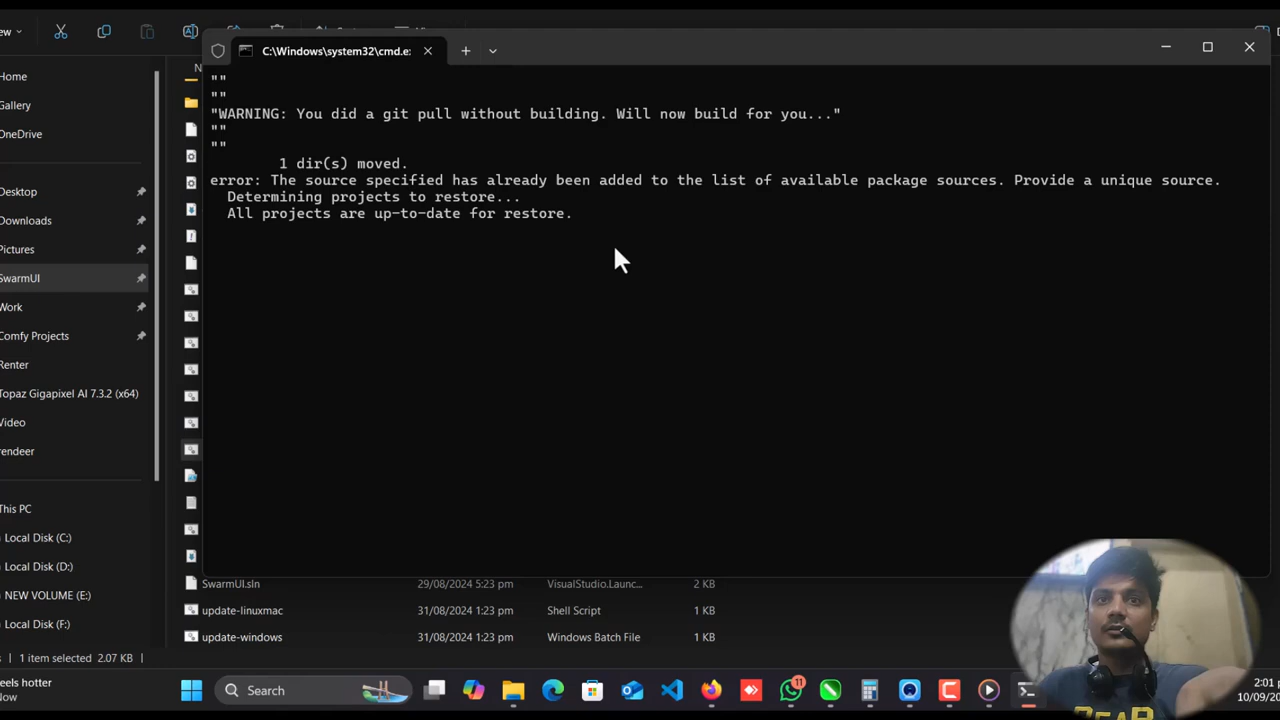 ew
C:\Windows\system32\cmd.e:
Home
Gallery
OneDrive
Desktop
Downloads
Pictures
SwarmUI
Work
Comfy Projects
Renter
Topaz Gigapixel AI 7.3.2 (x64)
Video
rendeer
This PC
Local Disk (C:)
Local Disk (D:)
NEW VOLUME (E:)
Local Disk (F:)
N
""
""
"WARNING: You did a git pull without building. Will now build for you..."
""
""
1 dir(s) moved.
error: The source specified has already been added to the list of available package sources. Provide a unique source.
Determining projects to restore...
All projects are up-to-date for restore.
SwarmUI.sln 29/08/2024 5:23 pm VisualStudio.Launc... 2 KB
update-linuxmac 31/08/2024 1:23 pm Shell Script 1 KB
update-windows 31/08/2024 1:23 pm Windows Batch File 1 KB
s 1 item selected 2.07 KB
eels hotter
Now
Search
11
2:01
10/09/20